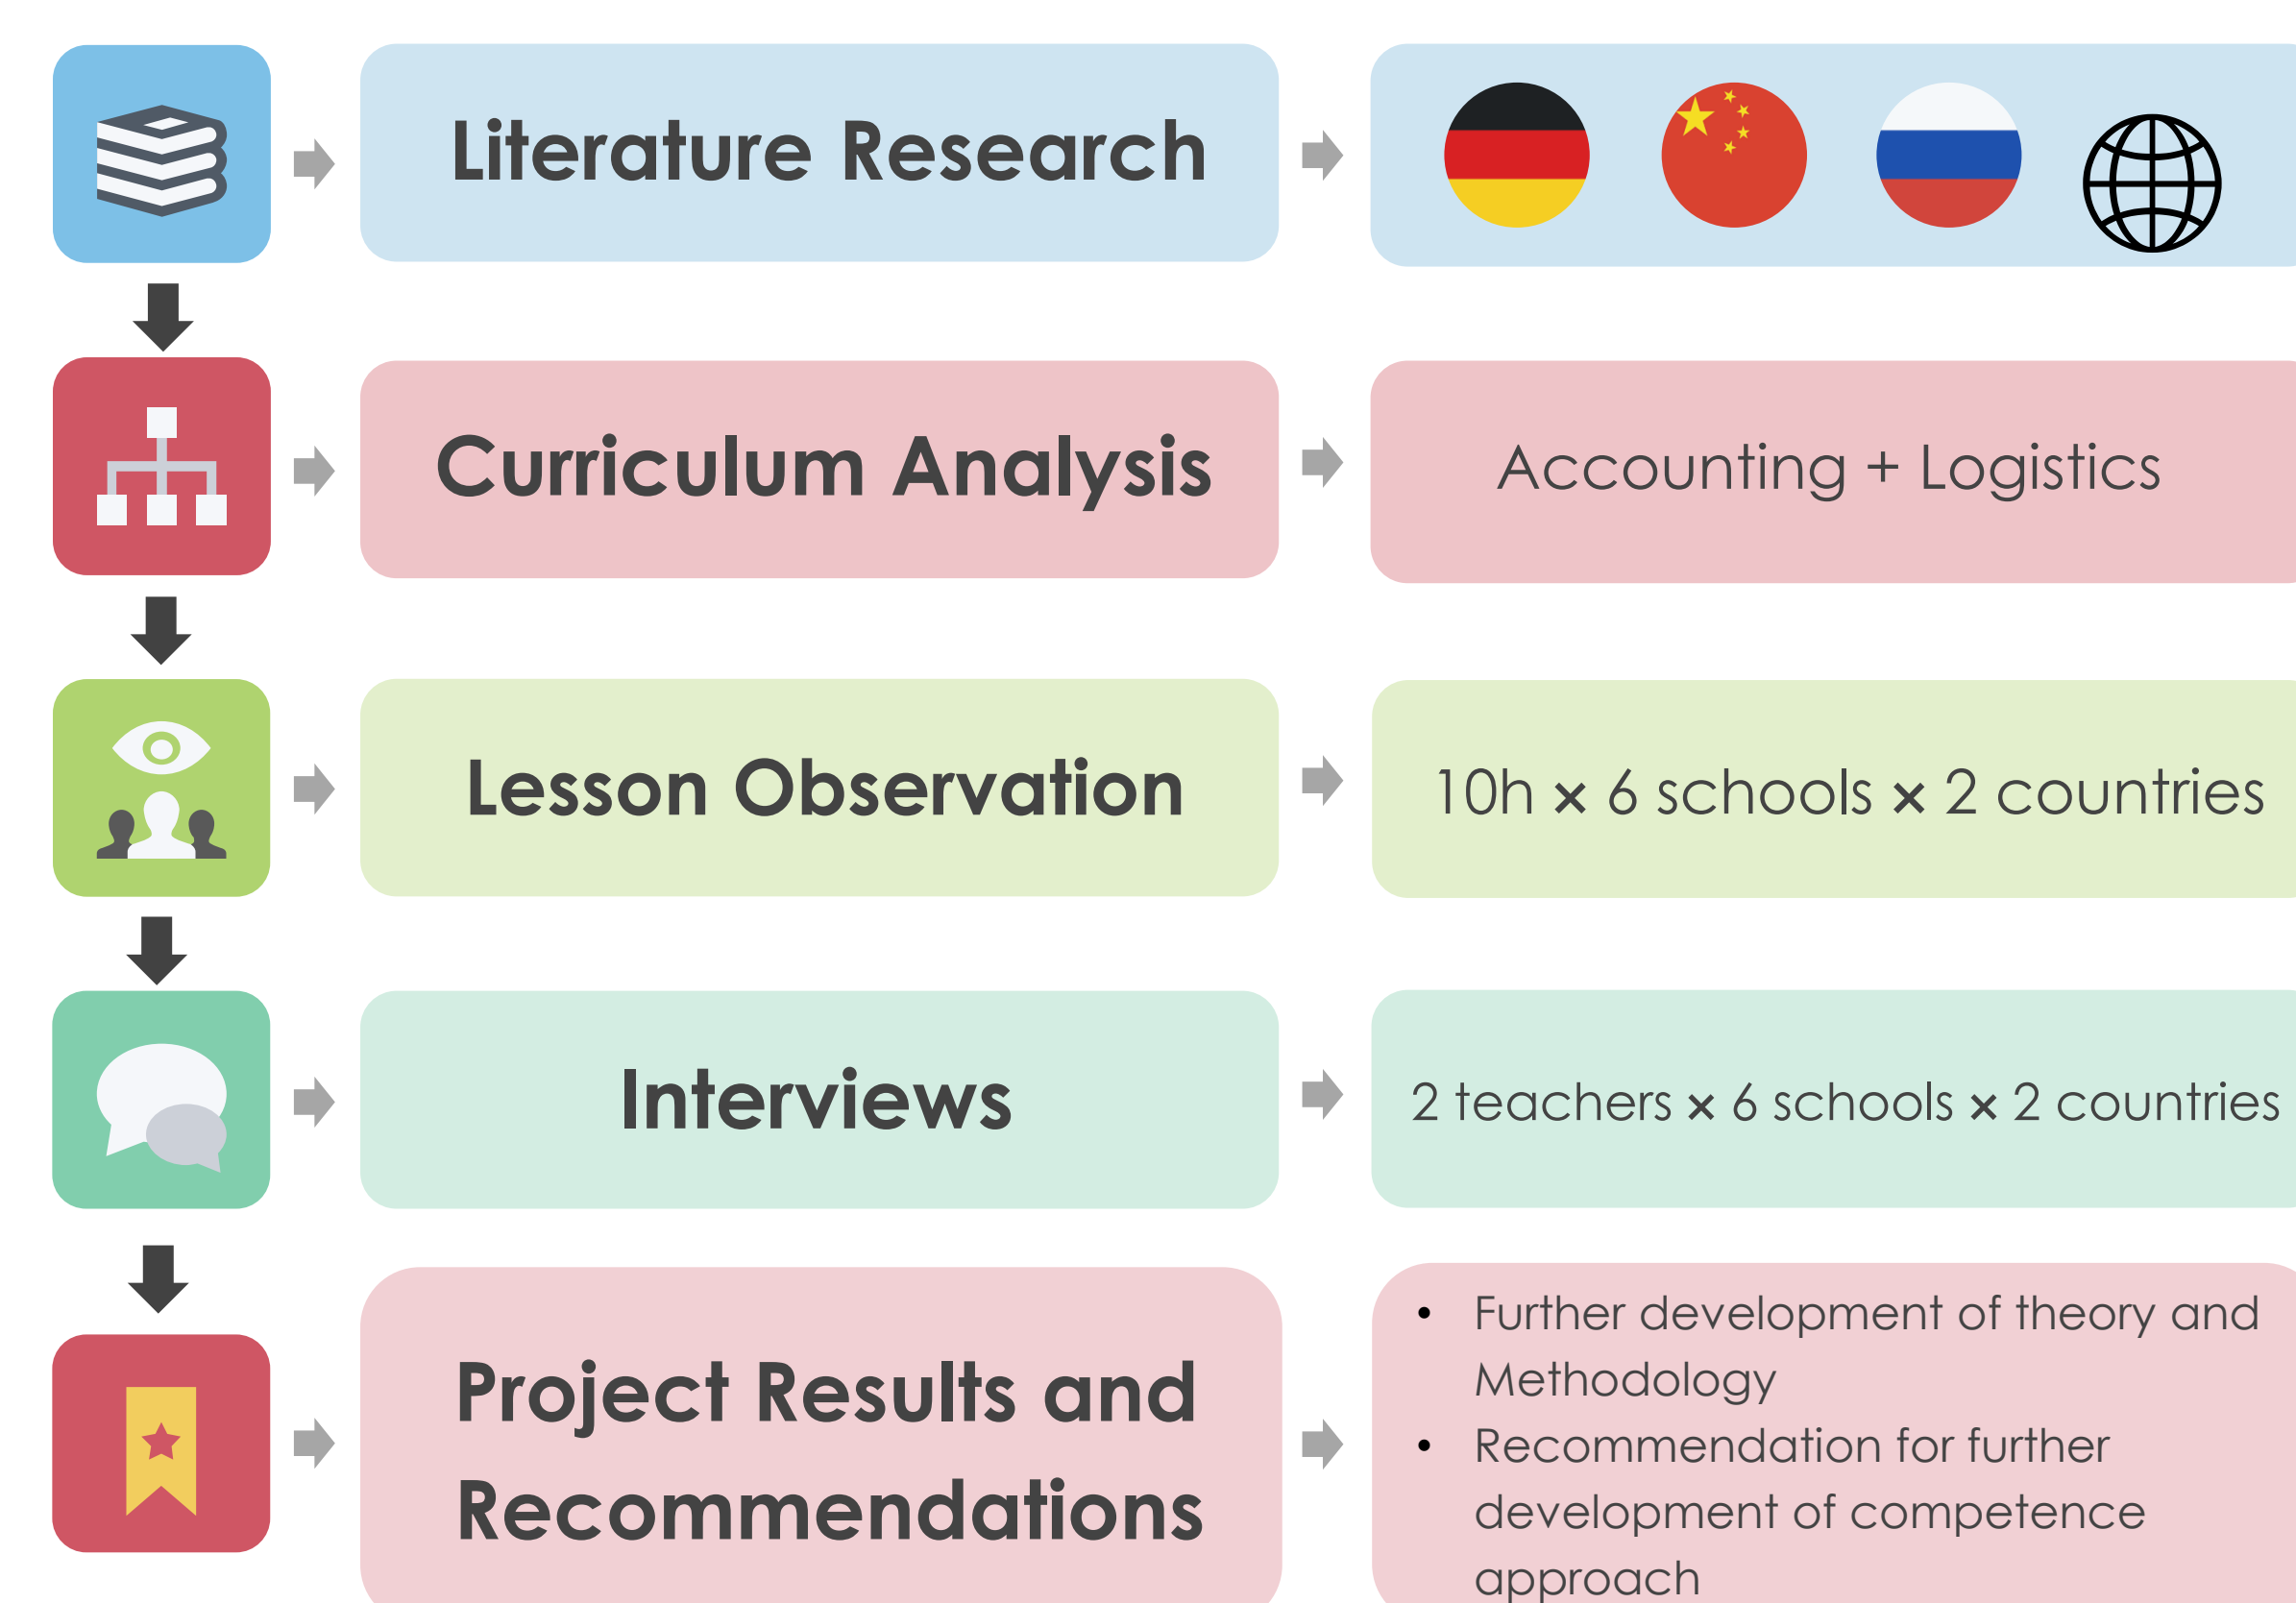 Literature Research
Curriculum Analysis
Accounting + Logistics
Lesson Observation
10h × 6 schools × 2 countries
Interviews
2 teachers × 6 schools × 2 countries
Project Results and
Recommendations
• Further development of theory and
Methodology
• Recommendation for further
development of competence
approach